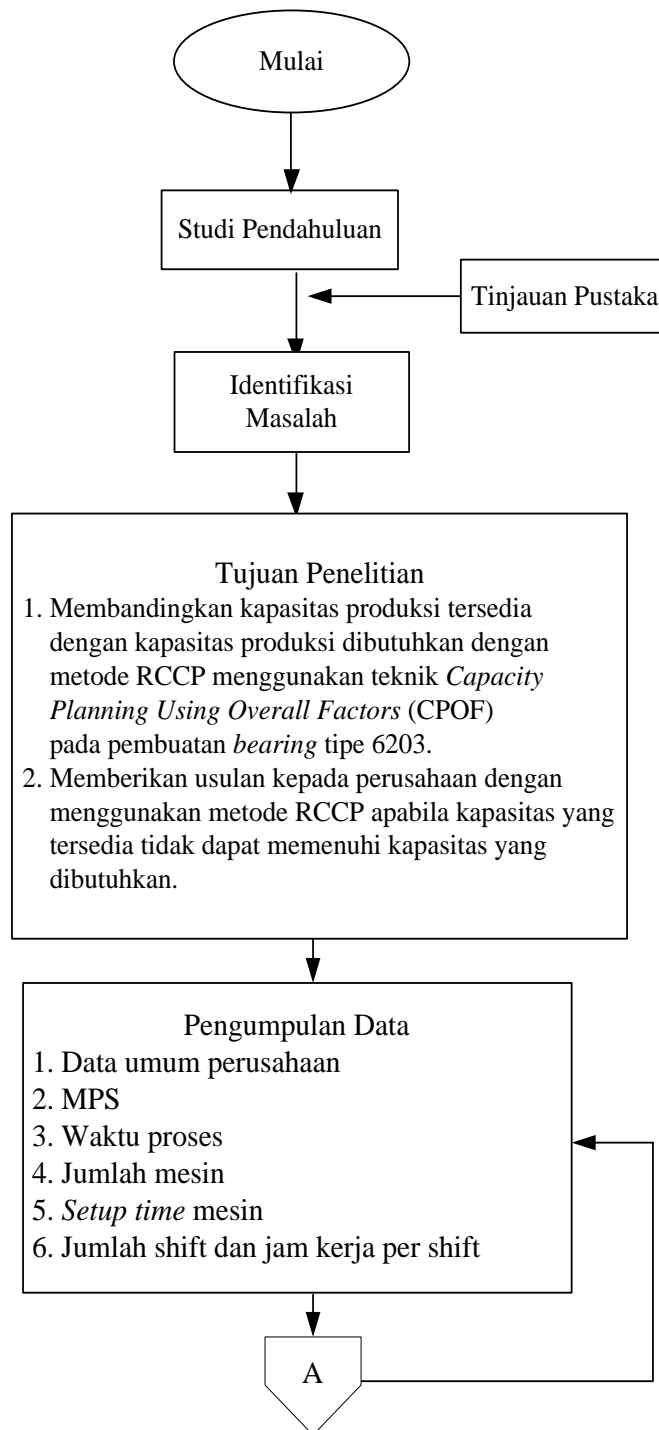 Mulai
Studi Pendahuluan
Tinjauan Pustaka
Identifikasi
Masalah
Tujuan Penelitian
1. Membandingkan kapasitas produksi tersedia
dengan kapasitas produksi dibutuhkan dengan
metode RCCP menggunakan teknik Capacity
Planning Using Overall Factors (CPOF)
pada pembuatan bearing tipe 6203.
2. Memberikan usulan kepada perusahaan dengan
menggunakan metode RCCP apabila kapasitas yang
tersedia tidak dapat memenuhi kapasitas yang
dibutuhkan.
Pengumpulan Data
1. Data umum perusahaan
2. MPS
3. Waktu proses
4. Jumlah mesin
5. Setup time mesin
6. Jumlah shift dan jam kerja per shift
A